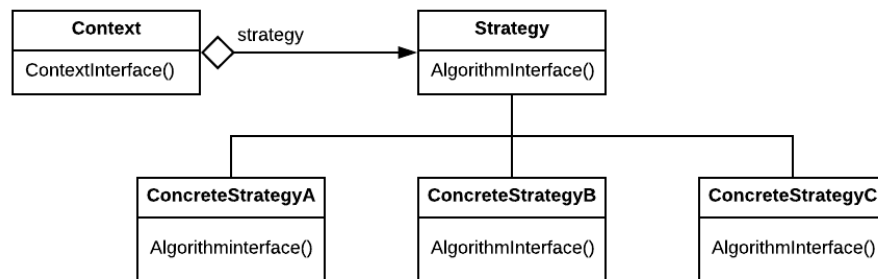 Context
strategy
Strategy
ContextInterface()
AlgorithmInterface()
ConcreteStrategyA
ConcreteStrategyB
ConcreteStrategyC
Algorithminterface()
AlgorithmInterface()
AlgorithmInterface()